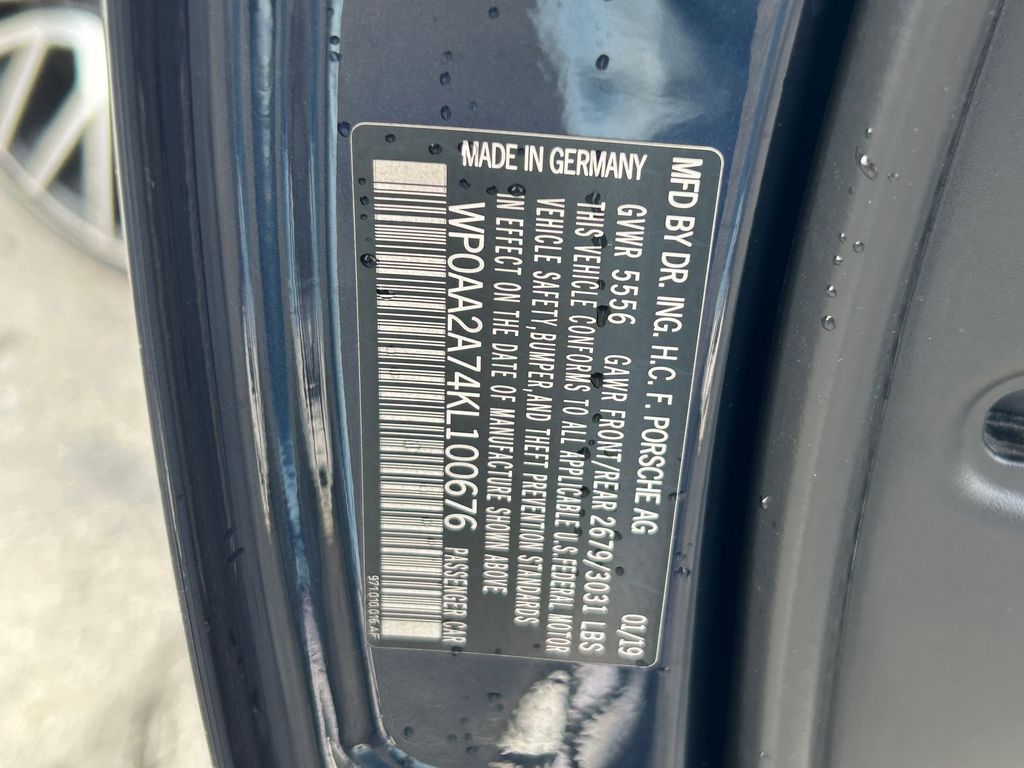 MFD BY DR. ING. H.C. F. PORSCHE AG 01/19
GVWR 5556 GAWR FRONT/REAR 2679/3031 LBS
THIS VEHICLE CONFORMS TO ALL APPLICABLE U.S FEDERAL MOTOR
VEHICLE SAFETY, BUMPER, AND THEFT PREVENTION STANDARDS
IN EFFECT ON THE DATE OF MANUFACTURE SHOWN ABOVE
WP0AA2A74KL100676 PASSENGER CAR
MADE IN GERMANY